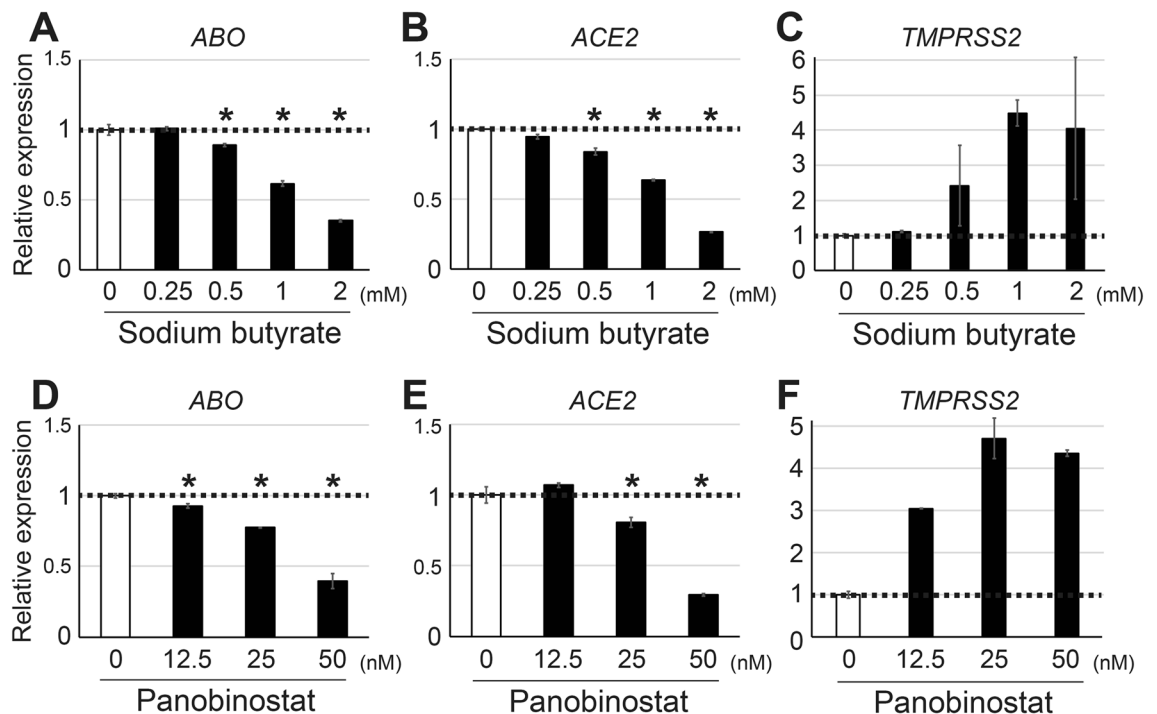 A
ABO
Relative expression
1.5
1
0.5
0
* * *
0 0.25 0.5 1 2 (mM)
Sodium butyrate
B
ACE2
1.5
1
0.5
0
* * *
0 0.25 0.5 1 2 (mM)
Sodium butyrate
C
TMPRSS2
6
5
4
3
2
1
0
0 0.25 0.5 1 2 (mM)
Sodium butyrate
D
ABO
Relative expression
1.5
1
0.5
0
* * *
0 12.5 25 50 (nM)
Panobinostat
E
ACE2
1.5
1
0.5
0
* *
0 12.5 25 50 (nM)
Panobinostat
F
TMPRSS2
5
4
3
2
1
0
0 12.5 25 50 (nM)
Panobinostat